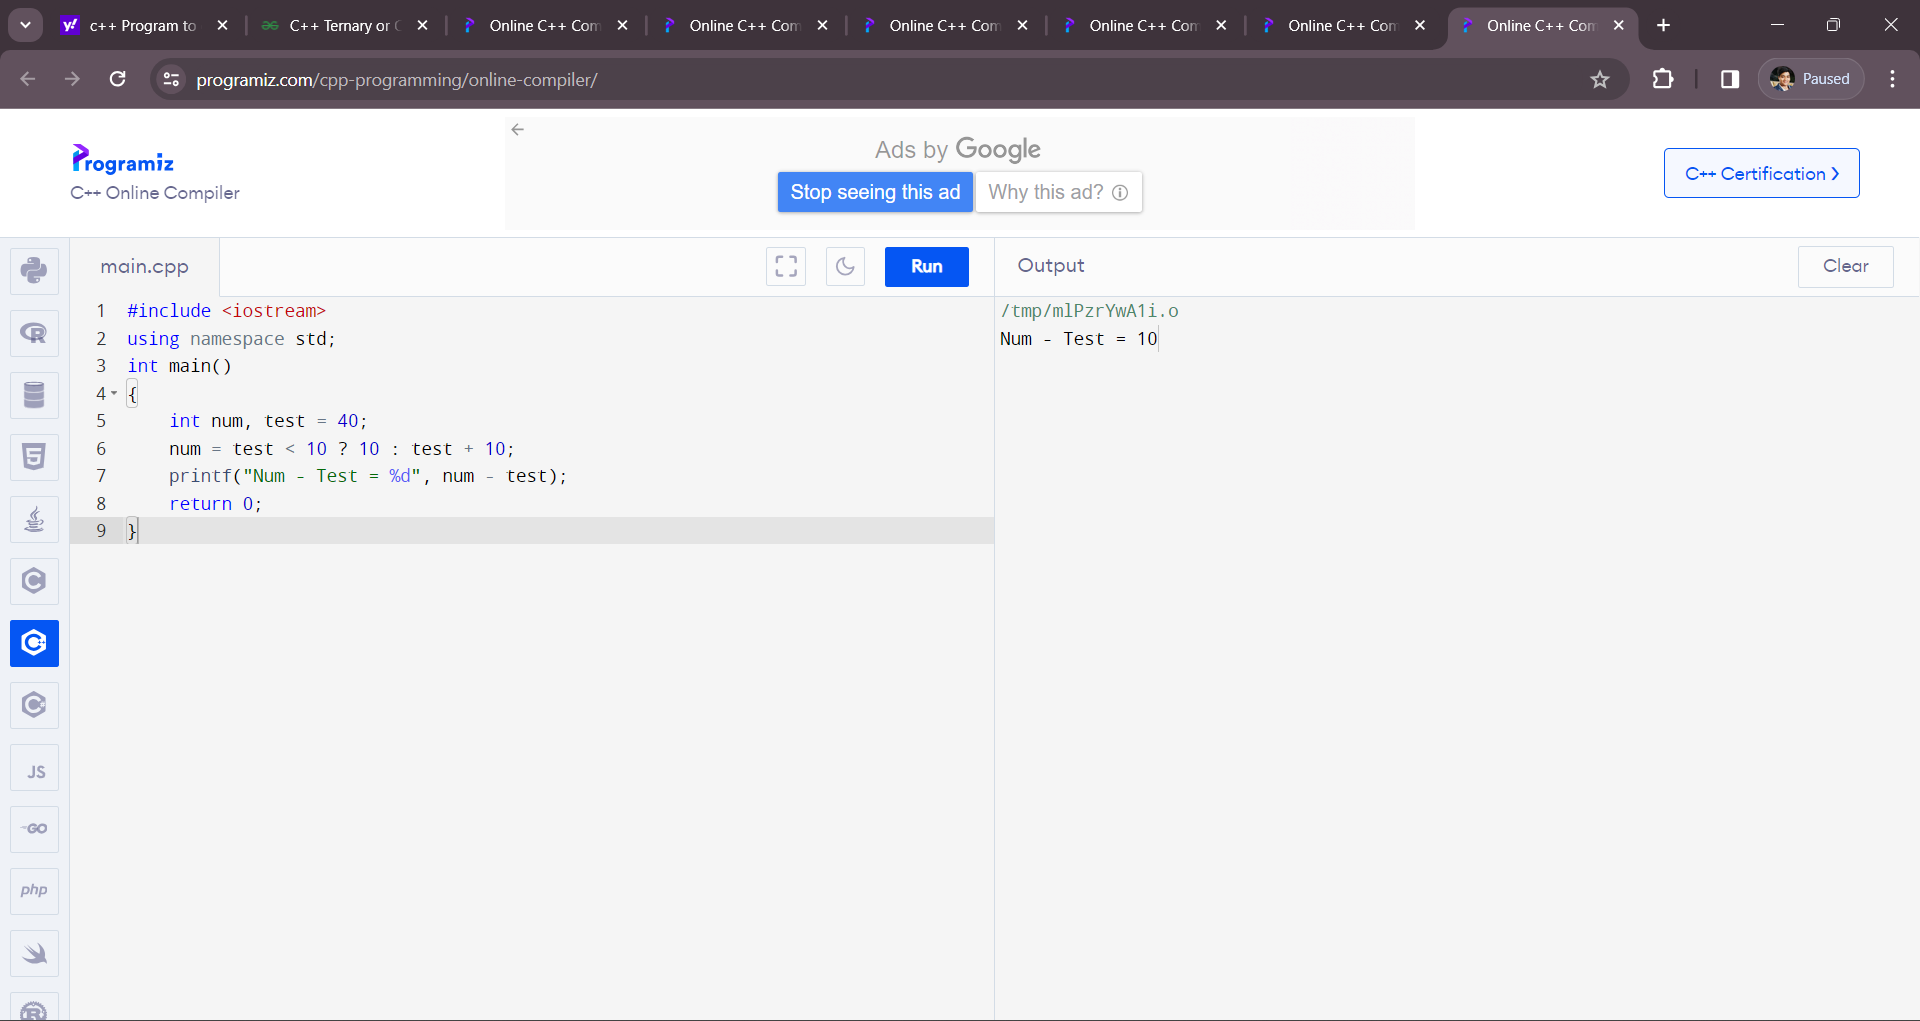 c++ Program to
C++ Ternary or C
Online C++ Com
Online C++ Com
Online C++ Com
Online C++ Com
Online C++ Com
Online C++ Com
programiz.com/cpp-programming/online-compiler/
Paused
Programiz
C++ Online Compiler
Ads by Google
Stop seeing this ad
Why this ad?
C++ Certification >
main.cpp
Run
Output
Clear
1 #include <iostream>
2 using namespace std;
3 int main()
4 {
5 int num, test = 40;
6 num = test < 10 ? 10 : test + 10;
7 printf("Num - Test = %d", num - test);
8 return 0;
9 }
/tmp/mlPzrYwA1i.o
Num - Test = 10
JS
GO
php